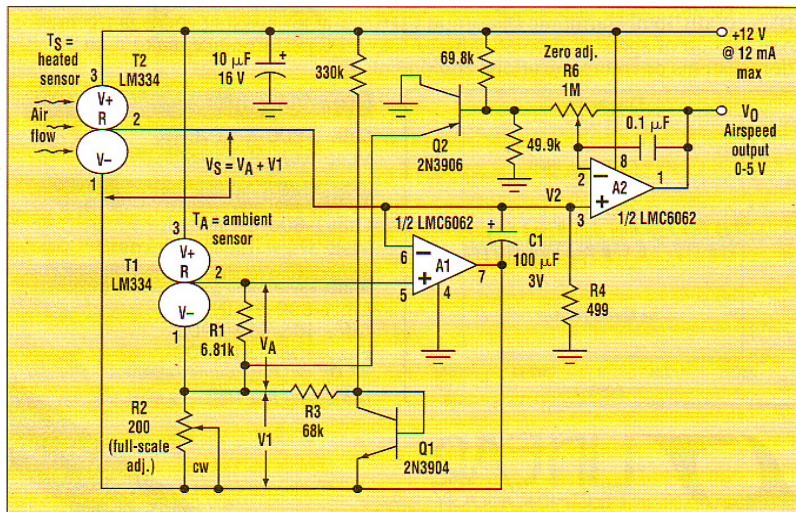 TS =
heated
sensor
T2
LM334
3
V+
R
2
V−
1
Air
flow
VS = VA + V1
10 µF
16 V
+
330k
69.8k
Zero adj.
R6
1M
+12 V
@ 12 mA
max
VO
Airspeed
output
0-5 V
0.1 µF
Q2
2N3906
49.9k
2
−
8
A2
1
3
+
V2
1/2 LMC6062
TA = ambient
sensor
T1
LM334
3
V+
R
2
V−
1
1/2 LMC6062
6
−
A1
7
5
+
4
+
C1
100 µF
3V
R4
499
R1
6.81k
VA
R2
200
(full-scale
adj.)
cw
V1
R3
68k
Q1
2N3904